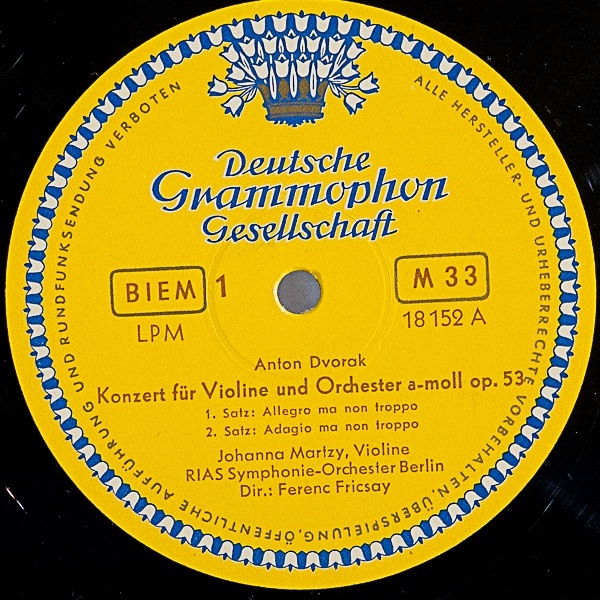 ALLE HERSTELLER- UND URHEBERRECHTE VORBEHALTEN. ÜBERSPIELUNG, ÖFFENTLICHE AUFFÜHRUNG UND RUNDFUNKSENDUNG VERBOTEN
Deutsche
Grammophon
Gesellschaft
BIEM 1
M 33
LPM
18152 A
Anton Dvorak
Konzert für Violine und Orchester a-moll op. 53
1. Satz: Allegro ma non troppo
2. Satz: Adagio ma non troppo
Johanna Martzy, Violine
RIAS Symphonie-Orchester Berlin
Dir.: Ferenc Fricsay